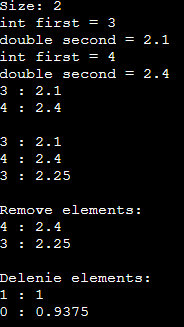 Size: 2
int first = 3
double second = 2.1
int first = 4
double second = 2.4
3 : 2.1
4 : 2.4
3 : 2.1
4 : 2.4
3 : 2.25
Remove elements:
4 : 2.4
3 : 2.25
Delenie elements:
1 : 1
0 : 0.9375